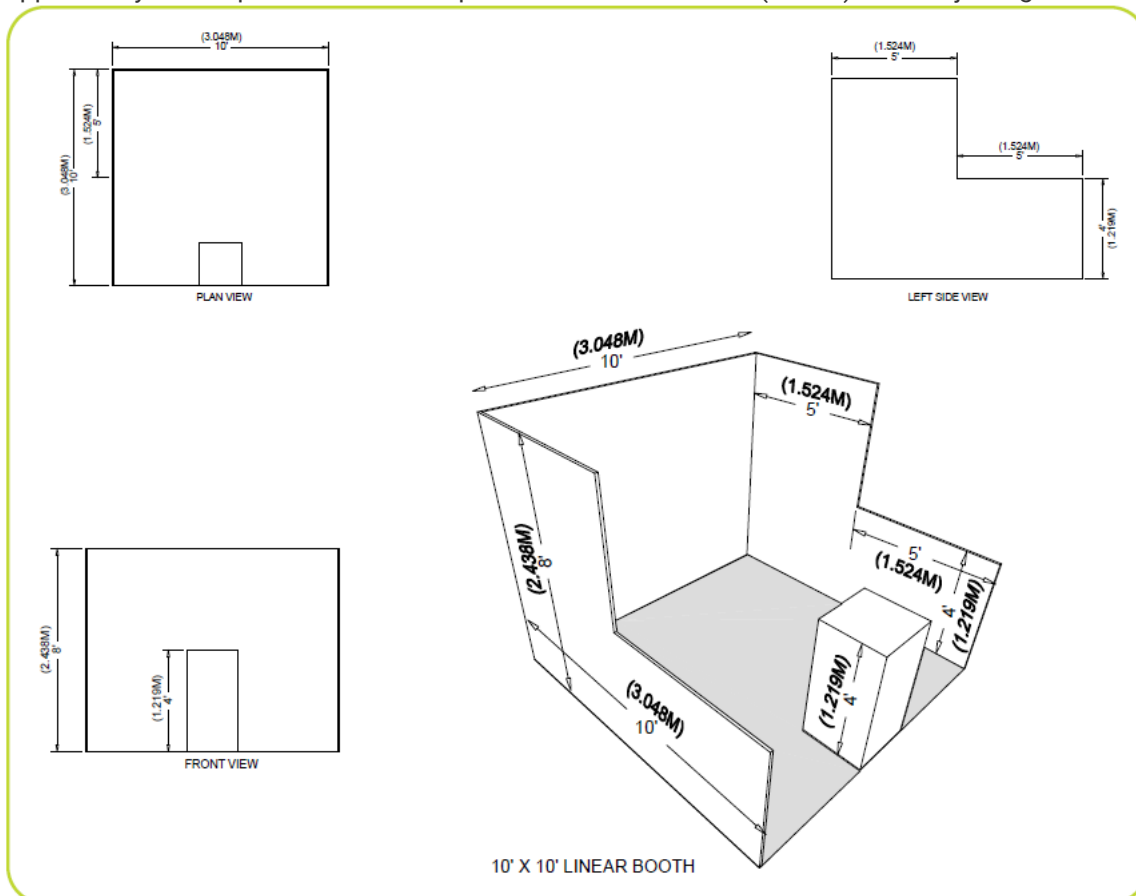 (3.048M)
10'
(1.524M)
5'
(3.048M)
10'
PLAN VIEW
(1.524M)
5'
(1.524M)
5'
4'
(1.219M)
LEFT SIDE VIEW
(3.048M)
10'
(1.524M)
5'
(2.438M)
8'
5'
(1.524M)
4'
(1.219M)
(1.219M)
4'
(3.048M)
10'
(2.438M)
8'
(1.219M)
4'
FRONT VIEW
10' X 10' LINEAR BOOTH